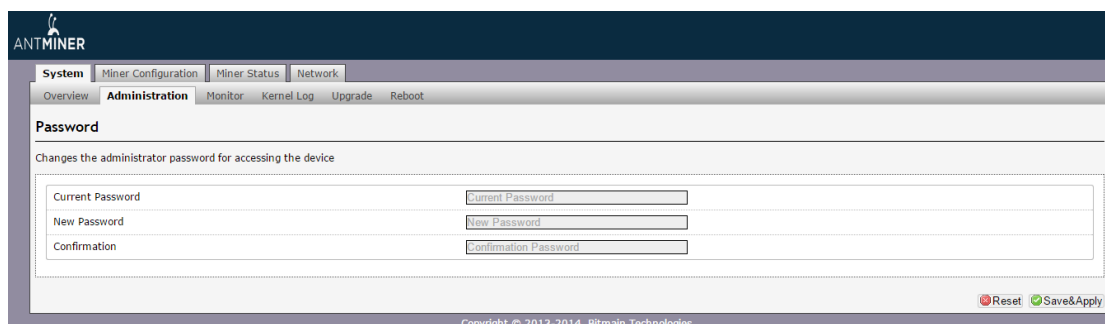 ANTMINER
System Miner Configuration Miner Status Network
Overview Administration Monitor Kernel Log Upgrade Reboot
Password
Changes the administrator password for accessing the device
Current Password Current Password
New Password New Password
Confirmation Confirmation Password
Reset Save&Apply
Copyright © 2013-2014, Bitmain Technologies